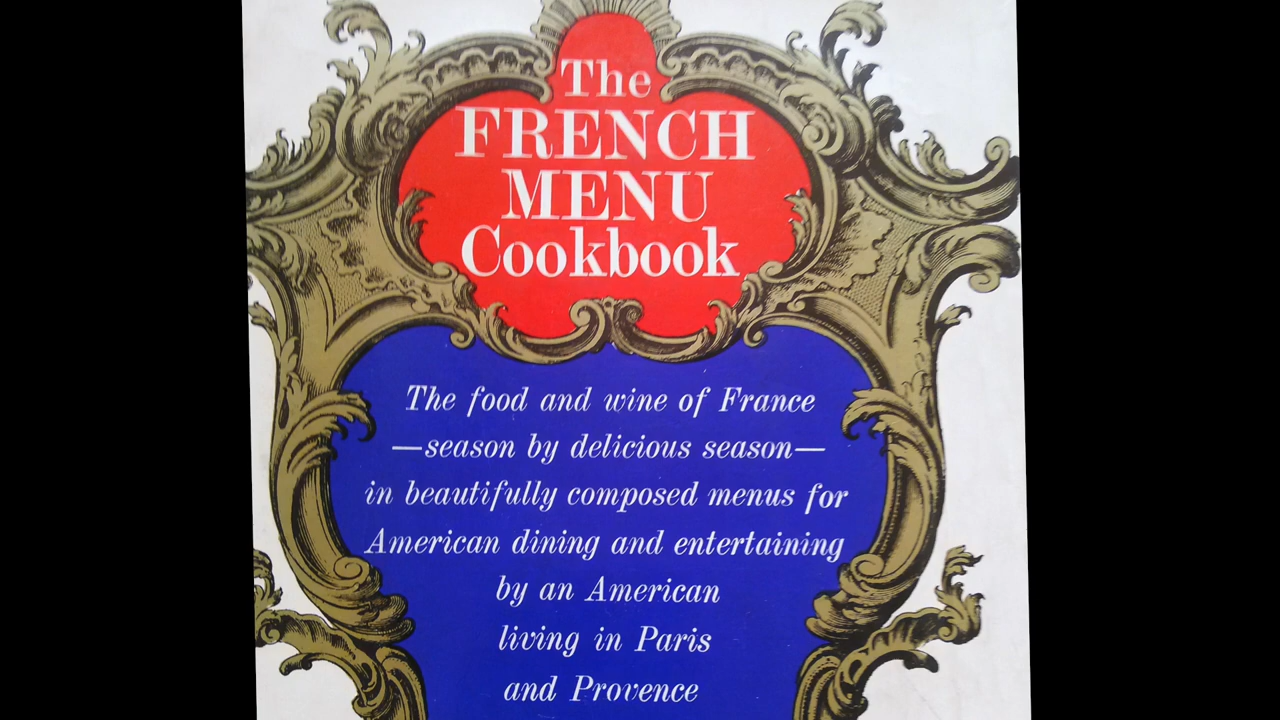 The
FRENCH
MENU
Cookbook
The food and wine of France
—season by delicious season—
in beautifully composed menus for
American dining and entertaining
by an American
living in Paris
and Provence